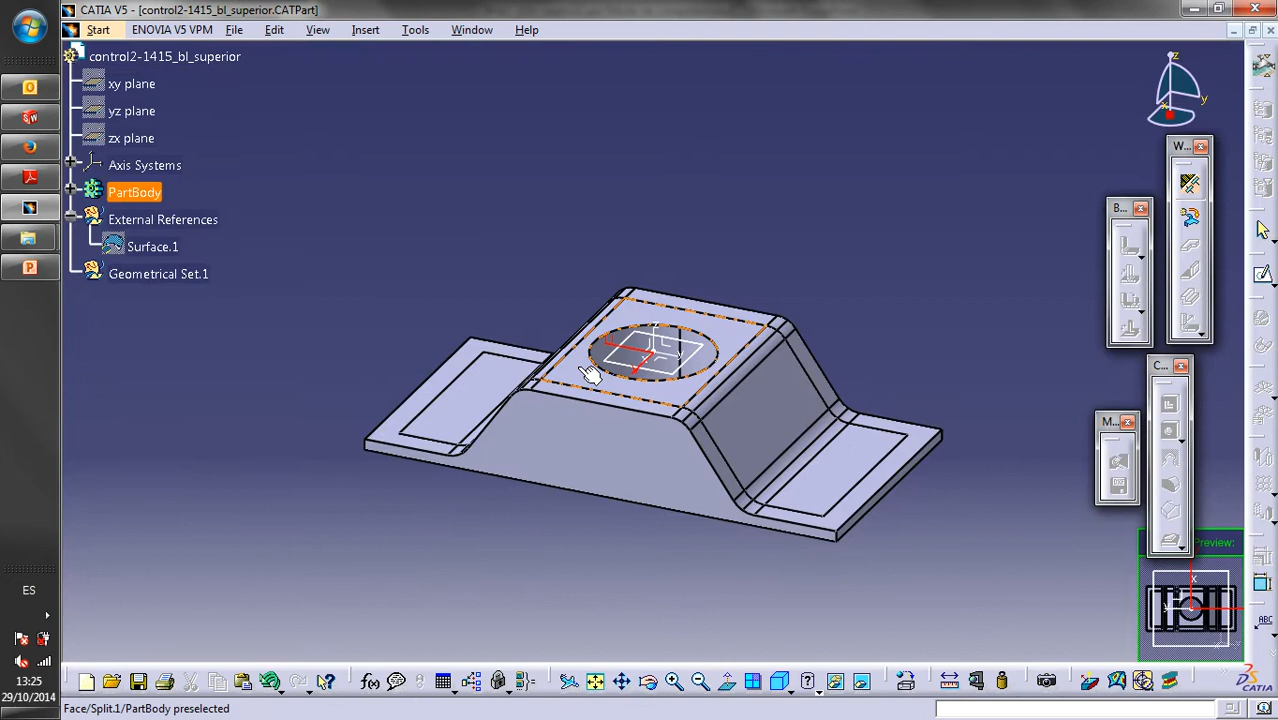 CATIA V5 - [control2-1415_bl_superior.CATPart]
Start ENOVIA V5 VPM File Edit View Insert Tools Window Help
control2-1415_bl_superior
xy plane
yz plane
zx plane
Axis Systems
PartBody
External References
Surface.1
Geometrical Set.1
z
y
x
W...
B...
C...
M...
Preview:
x
y
ABC
ES
13:25
29/10/2014
f(x)
CATIA
Face/Split.1/PartBody preselected